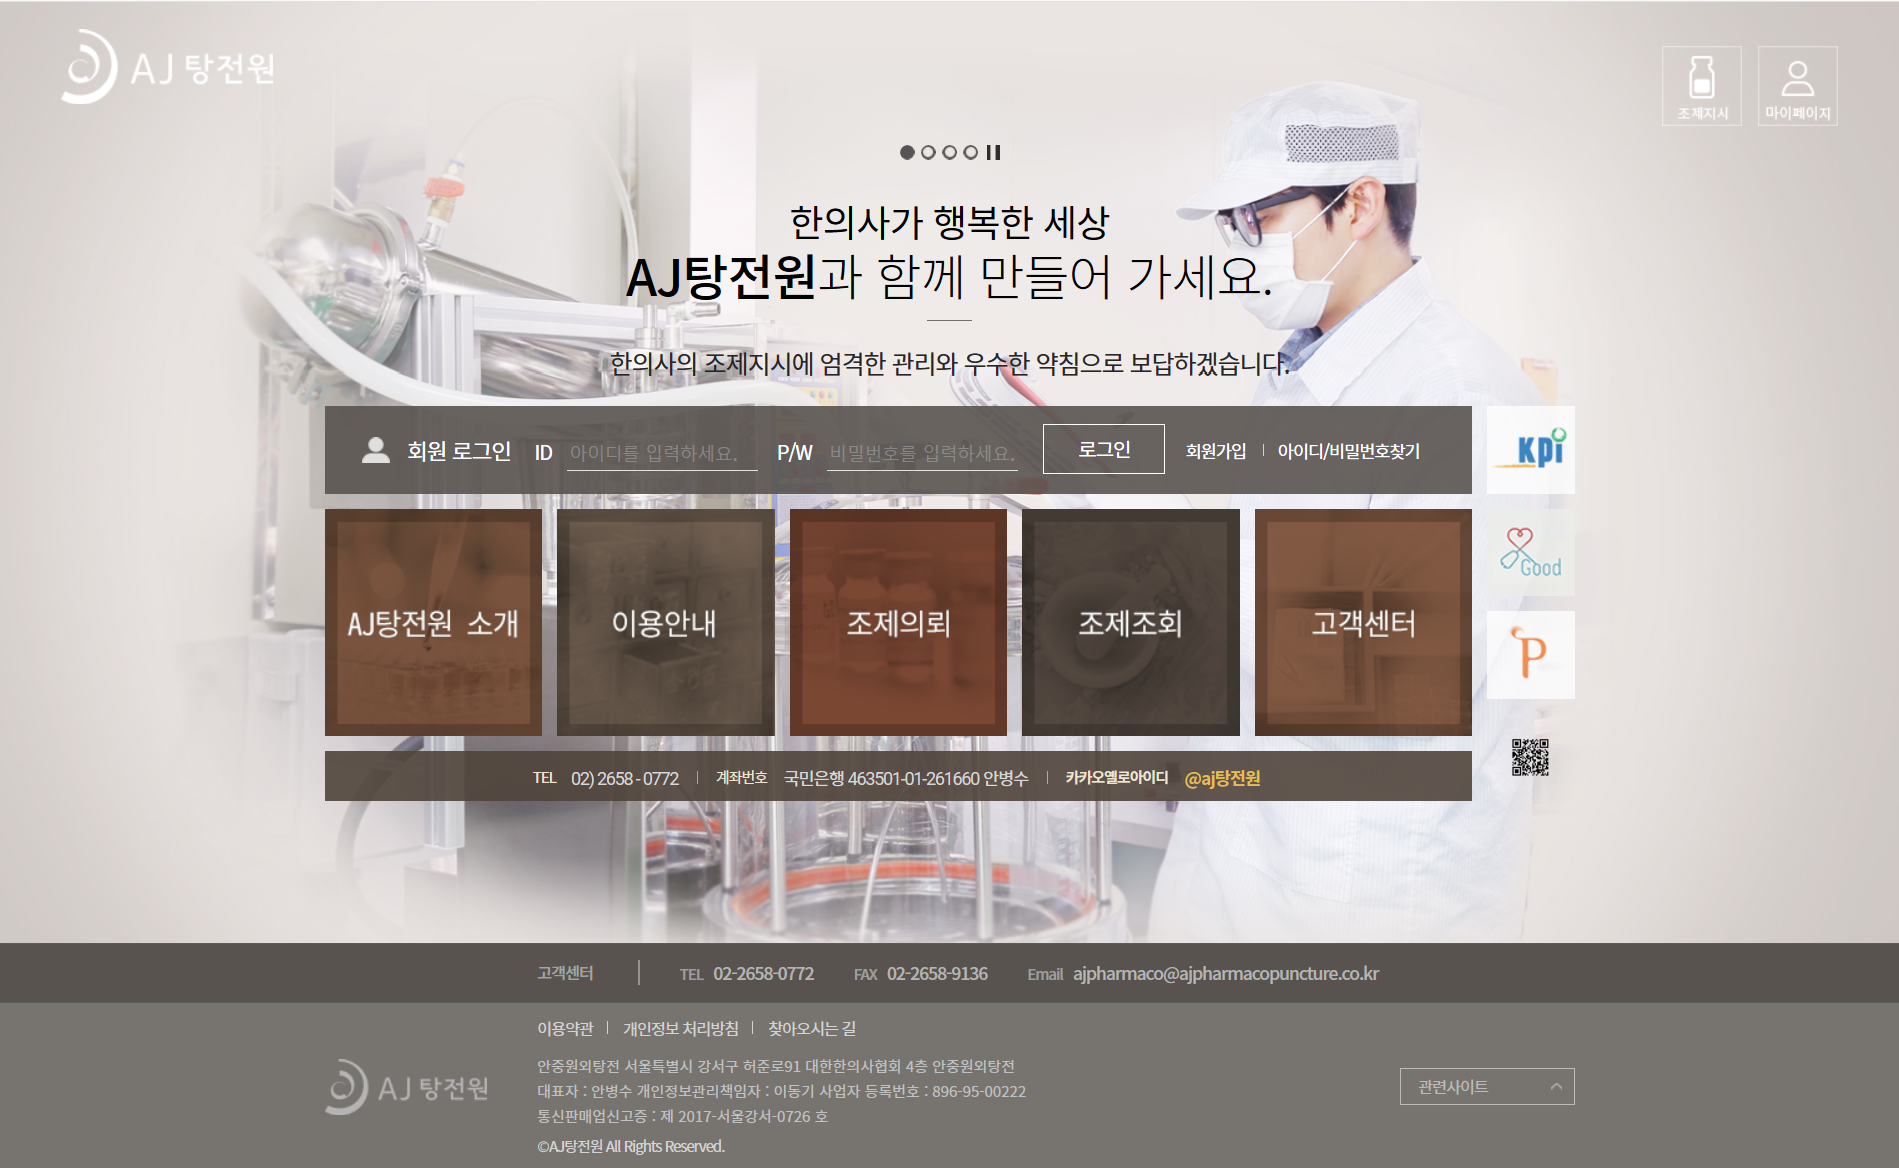 AJ 탕전원
조제지시
마이페이지
한의사가 행복한 세상
AJ탕전원과 함께 만들어 가세요.
한의사의 조제지시에 엄격한 관리와 우수한 약침으로 보답하겠습니다.
회원 로그인 ID 아이디를 입력하세요. P/W 비밀번호를 입력하세요. 로그인 회원가입 아이디/비밀번호찾기
KPi
Good
P
AJ탕전원 소개
이용안내
조제의뢰
조제조회
고객센터
TEL 02) 2658 - 0772 계좌번호 국민은행 463501-01-261660 안병수 카카오옐로아이디 @aj탕전원
고객센터 TEL 02-2658-0772 FAX 02-2658-9136 Email ajpharmaco@ajpharmacopuncture.co.kr
이용약관 개인정보 처리방침 찾아오시는 길
AJ 탕전원
안중원외탕전 서울특별시 강서구 허준로91 대한한의사협회 4층 안중원외탕전
대표자 : 안병수 개인정보관리책임자 : 이동기 사업자 등록번호 : 896-95-00222
통신판매업신고증 : 제 2017-서울강서-0726 호
©AJ탕전원 All Rights Reserved.
관련사이트